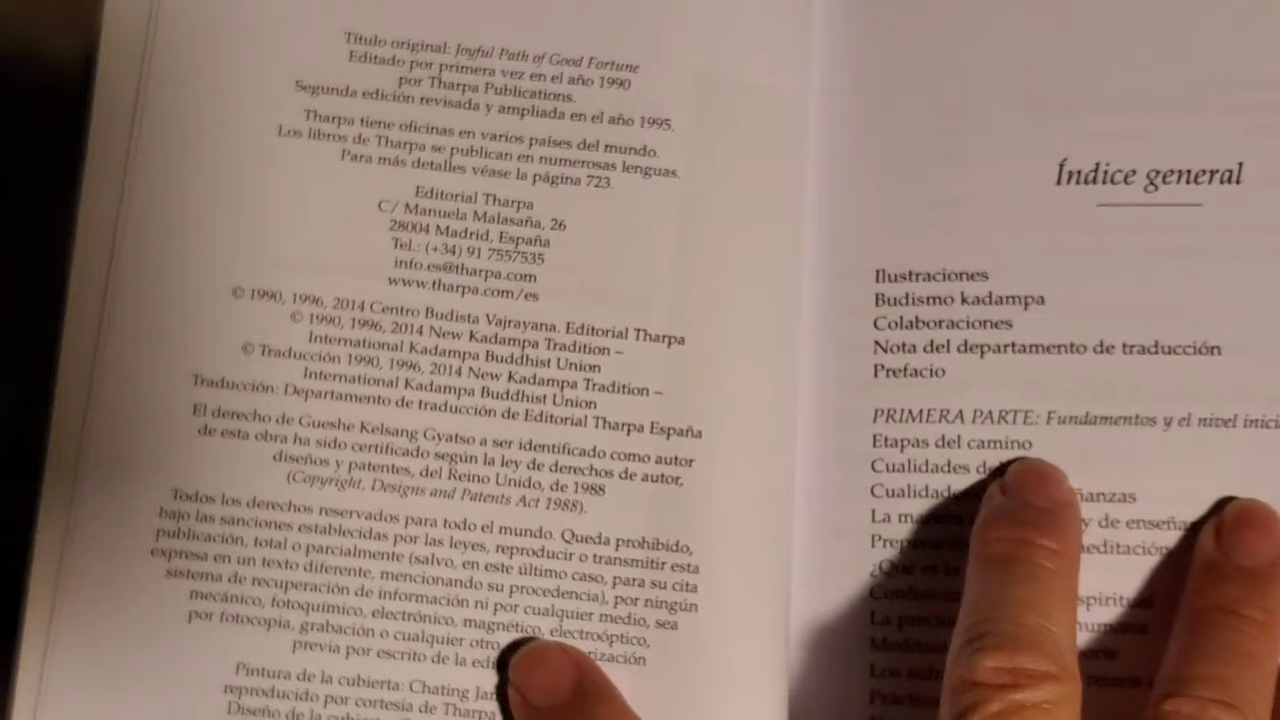 Título original: Joyful Path of Good Fortune
Editado por primera vez en el año 1990
por Tharpa Publications.
Segunda edición revisada y ampliada en el año 1995.
Tharpa tiene oficinas en varios países del mundo.
Los libros de Tharpa se publican en numerosas lenguas.
Para más detalles véase la página 723.
Editorial Tharpa
C/ Manuela Malasaña, 26
28004 Madrid, España
Tel.: (+34) 91 7557535
info.es@tharpa.com
www.tharpa.com/es
© 1990, 1996, 2014 Centro Budista Vajrayana. Editorial Tharpa
© 1990, 1996, 2014 New Kadampa Tradition –
International Kadampa Buddhist Union
© Traducción 1990, 1996, 2014 New Kadampa Tradition –
International Kadampa Buddhist Union
Traducción: Departamento de traducción de Editorial Tharpa España
El derecho de Gueshe Kelsang Gyatso a ser identificado como autor
de esta obra ha sido certificado según la ley de derechos de autor,
diseños y patentes, del Reino Unido, de 1988
(Copyright, Designs and Patents Act 1988).
Todos los derechos reservados para todo el mundo. Queda prohibido,
bajo las sanciones establecidas por las leyes, reproducir o transmitir esta
publicación, total o parcialmente (salvo, en este último caso, para su cita
expresa en un texto diferente, mencionando su procedencia), por ningún
sistema de recuperación de información ni por cualquier medio, sea
mecánico, fotoquímico, electrónico, magnético, electroóptico,
por fotocopia, grabación o cualquier otro
previa por escrito de la
Pintura de la cubierta: Chating
reproducido por cortesía de Tharpa
Diseño de la
Índice general
Ilustraciones
Budismo kadampa
Colaboraciones
Nota del departamento de traducción
Prefacio
PRIMERA PARTE: Fundamentos y el nivel
Etapas del camino
Cualidades
La
y de
¿Qué es la